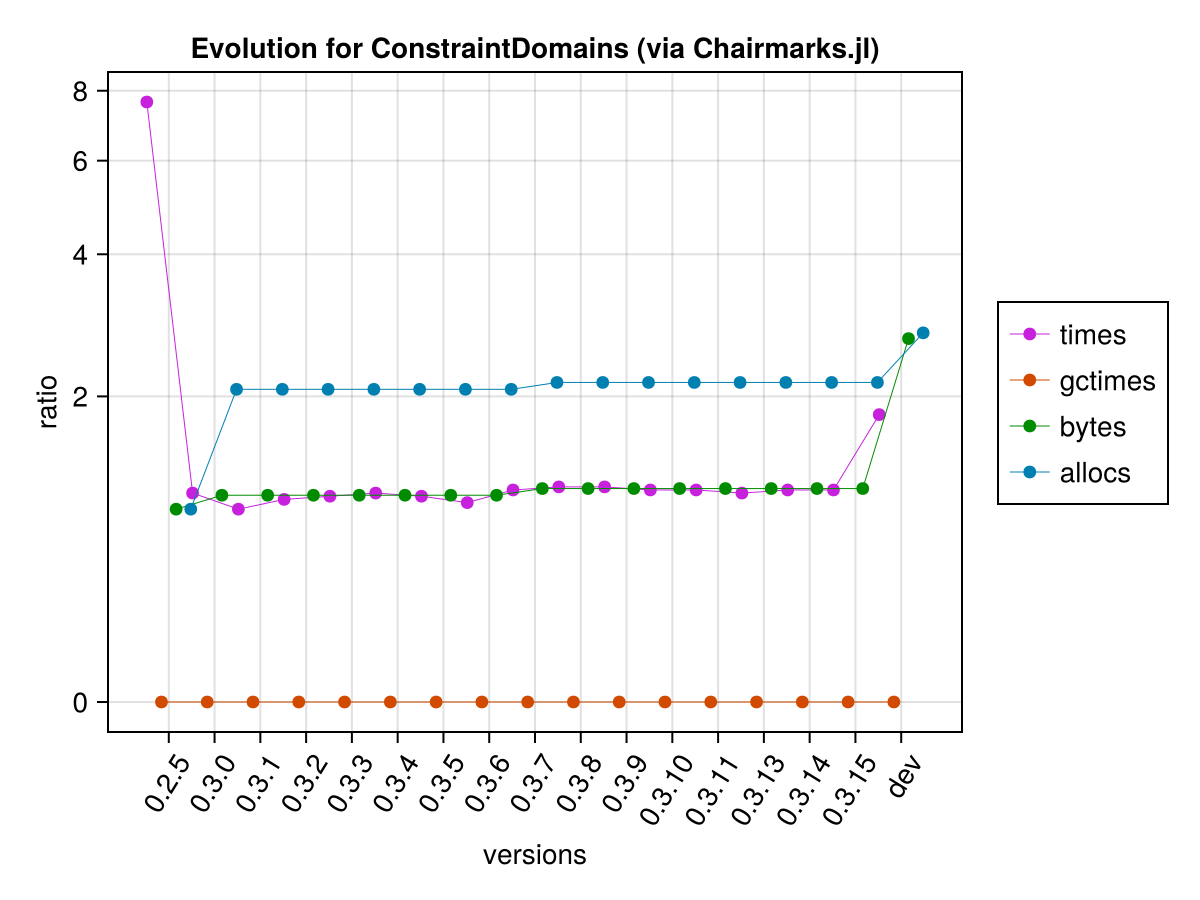 Evolution for ConstraintDomains (via Chairmarks.jl)
8
6
4
2
0
ratio
0.2.5
0.3.0
0.3.1
0.3.2
0.3.3
0.3.4
0.3.5
0.3.6
0.3.7
0.3.8
0.3.9
0.3.10
0.3.11
0.3.13
0.3.14
0.3.15
dev
versions
times
gctimes
bytes
allocs